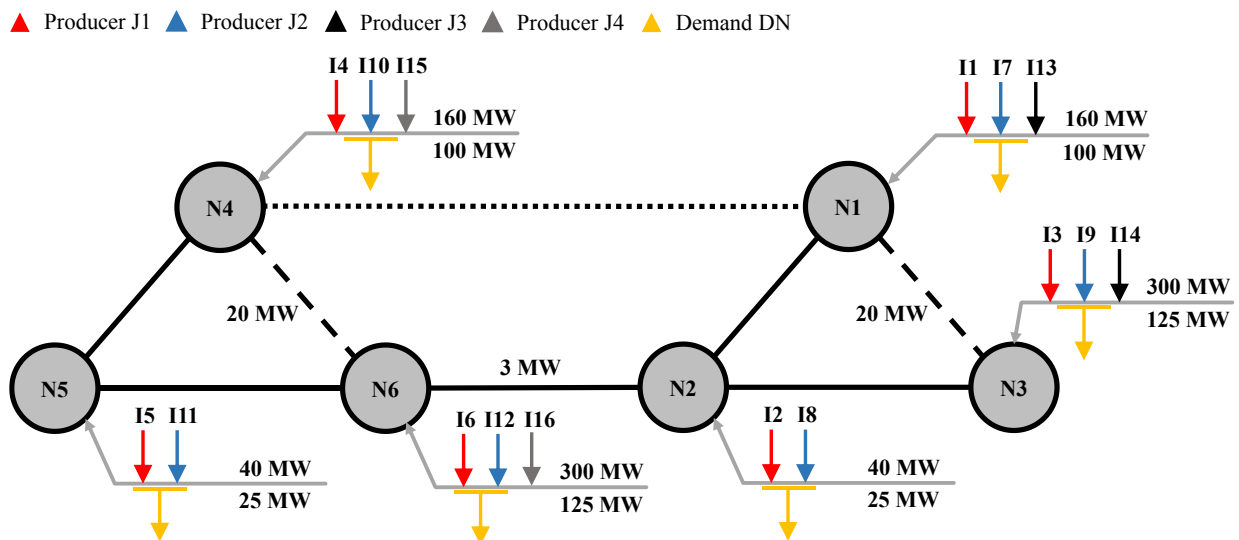 Producer J1 Producer J2 Producer J3 Producer J4 Demand DN
I4 I10 I15
160 MW
100 MW
I1 I7 I13
160 MW
100 MW
N4
N1
I3 I9 I14
300 MW
125 MW
20 MW
20 MW
3 MW
N5
N6
N2
N3
I5 I11
40 MW
25 MW
I6 I12 I16
300 MW
125 MW
I2 I8
40 MW
25 MW